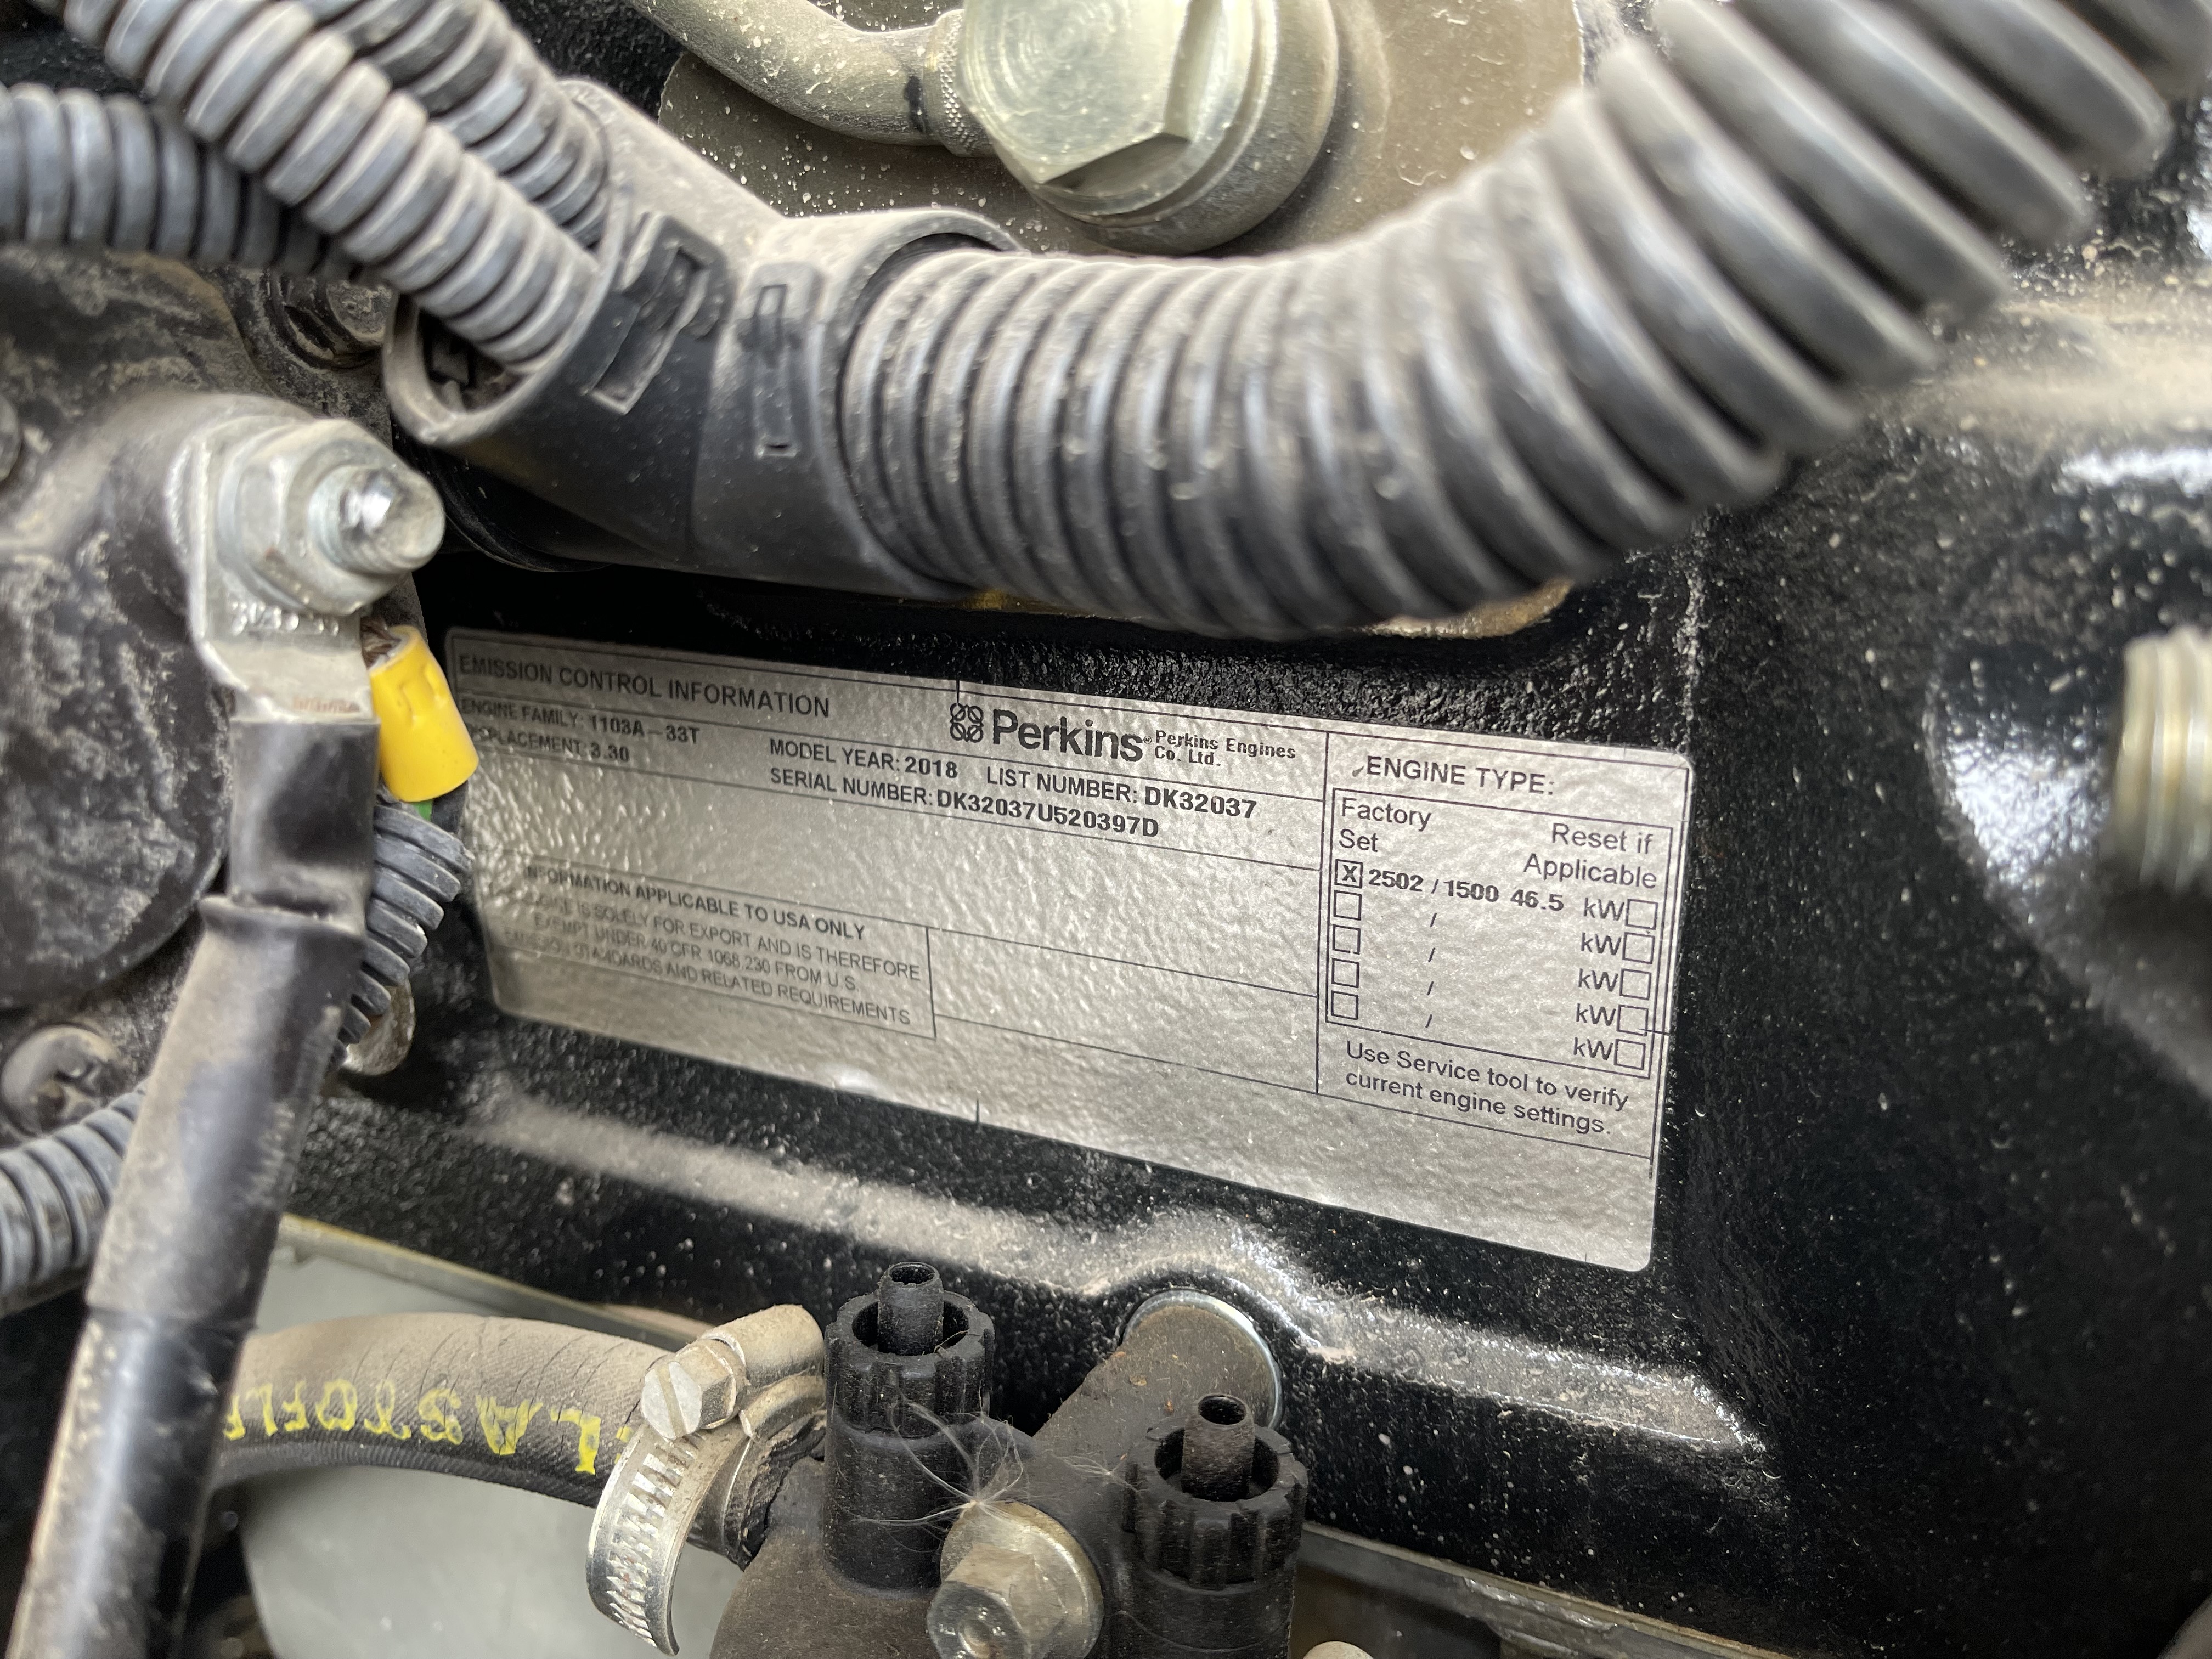 EMISSION CONTROL INFORMATION
Perkins Perkins Engines
Co. Ltd.
ENGINE FAMILY: 1103A-33T
DISPLACEMENT: 3.30
MODEL YEAR: 2018 LIST NUMBER: DK32037
SERIAL NUMBER: DK32037U520397D
INFORMATION APPLICABLE TO USA ONLY
IS SOLELY FOR EXPORT AND IS THEREFORE
EXEMPT UNDER 40 CFR 1068.230 FROM U.S.
EMISSION STANDARDS AND RELATED REQUIREMENTS
ENGINE TYPE:
Factory Reset if
Set Applicable
X 2502 / 1500 46.5 kW
/ kW
/ kW
/ kW
/ kW
Use Service tool to verify
current engine settings.
LASTOFLE